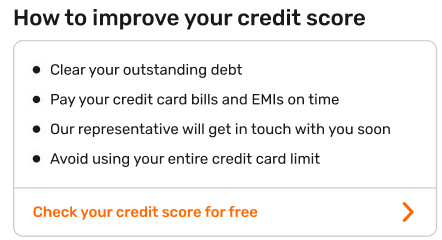 How to improve your credit score
• Clear your outstanding debt
• Pay your credit card bills and EMIs on time
• Our representative will get in touch with you soon
• Avoid using your entire credit card limit
Check your credit score for free